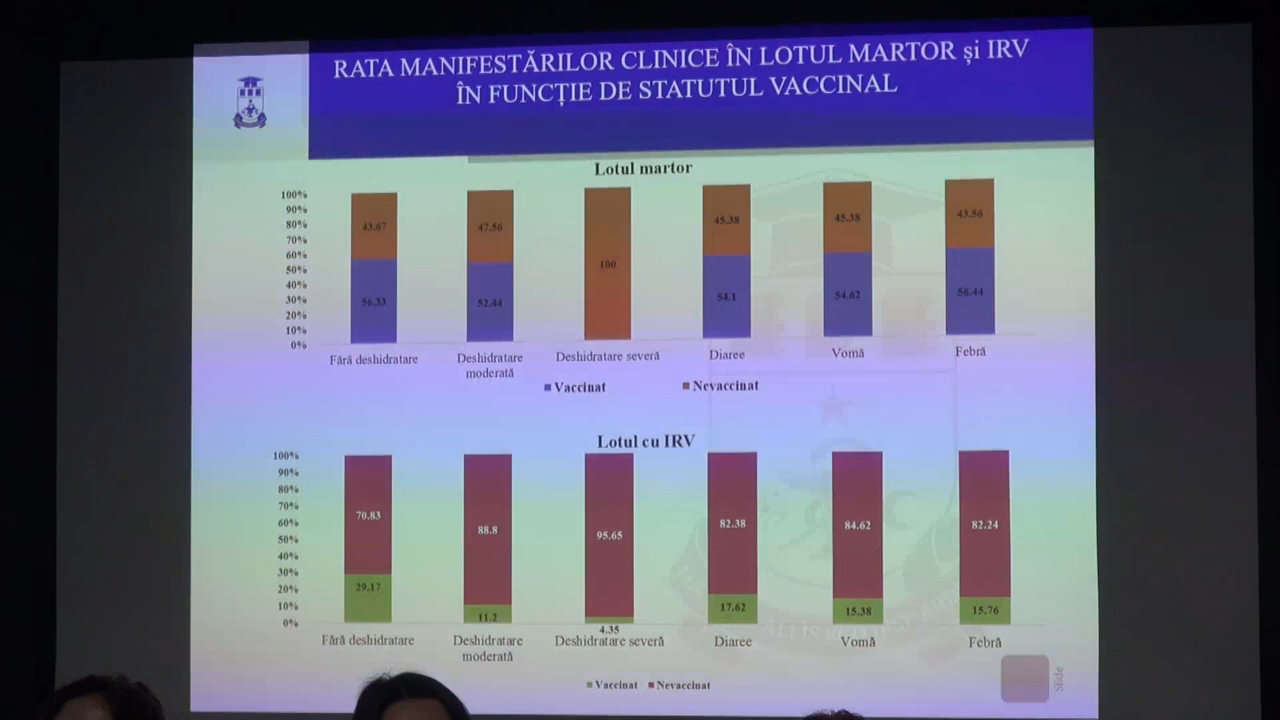 RATA MANIFESTĂRILOR CLINICE ÎN LOTUL MARTOR și IRV
ÎN FUNCȚIE DE STATUTUL VACCINAL
Lotul martor
100%
90%
80%
70%
60%
50%
40%
30%
20%
10%
0%
43.67
47.56
100
45.38
45.38
43.56
56.33
52.44
54.1
54.62
56.44
Fără deshidratare
Deshidratare
moderată
Deshidratare severă
Diaree
Vomă
Febră
Vaccinat
Nevaccinat
Lotul cu IRV
100%
90%
80%
70%
60%
50%
40%
30%
20%
10%
0%
70.83
88.8
95.65
82.38
84.62
82.24
29.17
11.2
4.35
17.62
15.38
15.76
Fără deshidratare
Deshidratare
moderată
Deshidratare severă
Diaree
Vomă
Febră
Vaccinat
Nevaccinat
Slide